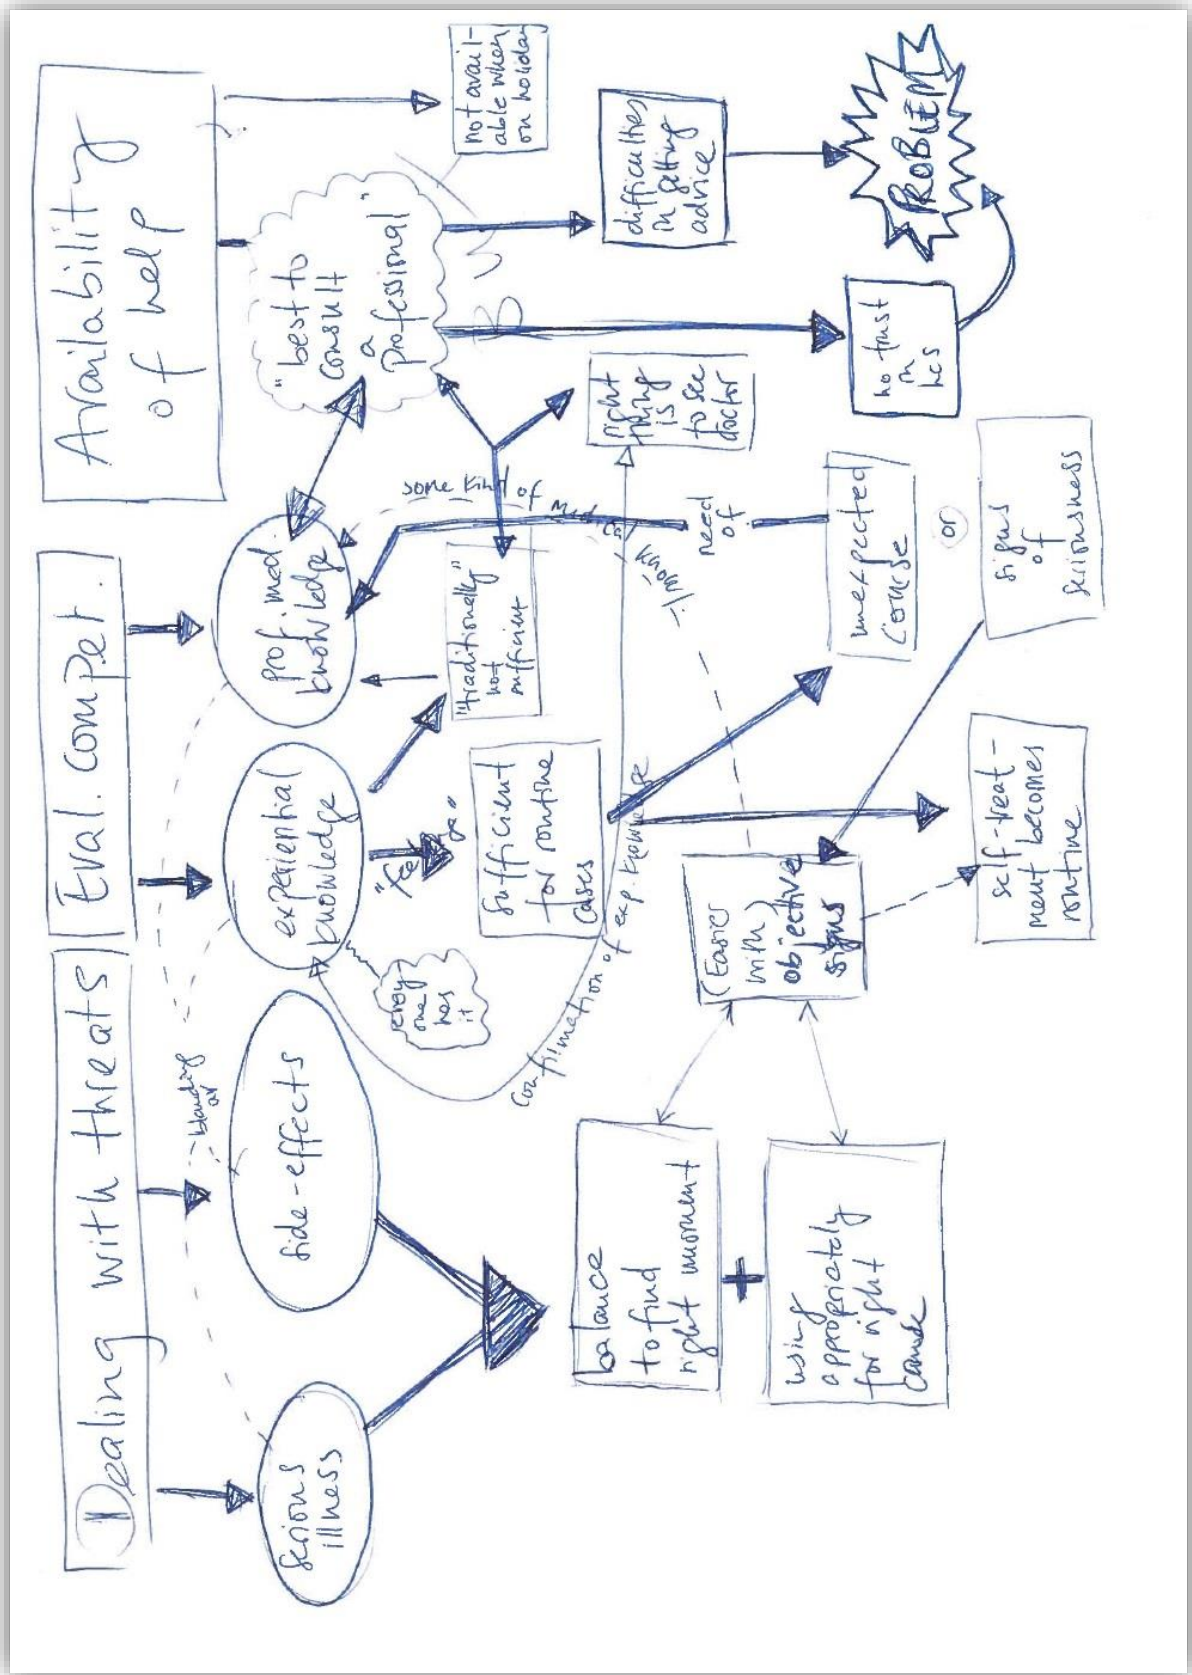 Dealing with threats
Eval. compet.
Availability
of help
serious
illness
side-effects
experiential
knowledge
prof. med.
knowledge
"best to
consult
a
professional"
not avail-
able when
on holiday
every
one
has
it
"traditionally"
not
sufficient
some kind of
BUT
Sufficient
for routine
cases
Confirmation of exp. knowledge
right
thing
is
to see
doctor
difficulties
in getting
advice
balance
to find
right moment
+
using
appropriately
for right
cause
(Easier
with)
objective
signs
need
of
unexpected
course
or
signs
of
seriousness
self-treat-
ment becomes
routine
no trust
in
hcs
PROBLEM